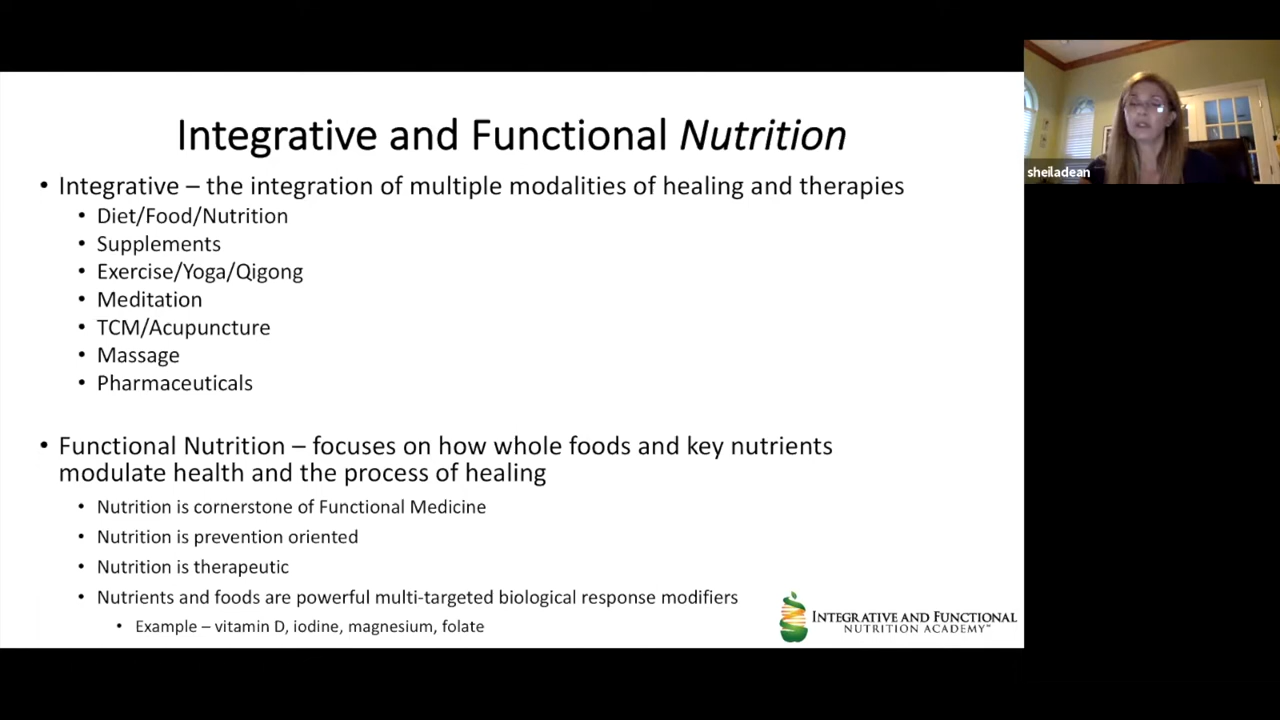 Integrative and Functional Nutrition
• Integrative – the integration of multiple modalities of healing and therapies
• Diet/Food/Nutrition
• Supplements
• Exercise/Yoga/Qigong
• Meditation
• TCM/Acupuncture
• Massage
• Pharmaceuticals
• Functional Nutrition – focuses on how whole foods and key nutrients
modulate health and the process of healing
• Nutrition is cornerstone of Functional Medicine
• Nutrition is prevention oriented
• Nutrition is therapeutic
• Nutrients and foods are powerful multi-targeted biological response modifiers
• Example – vitamin D, iodine, magnesium, folate
INTEGRATIVE AND FUNCTIONAL
NUTRITION ACADEMY™
sheiladean